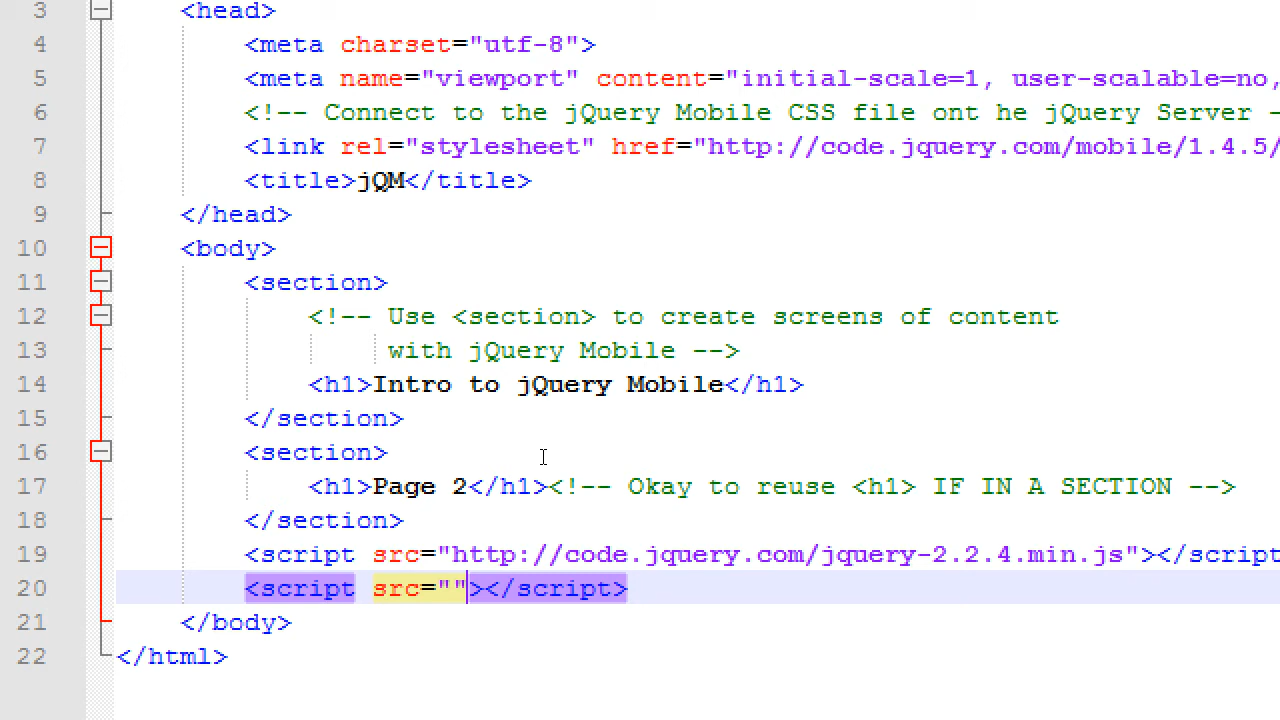 3 <head>
4 <meta charset="utf-8">
5 <meta name="viewport" content="initial-scale=1, user-scalable=no,
6 <!-- Connect to the jQuery Mobile CSS file ont he jQuery Server -
7 <link rel="stylesheet" href="http://code.jquery.com/mobile/1.4.5/
8 <title>jQM</title>
9 </head>
10 <body>
11 <section>
12 <!-- Use <section> to create screens of content
13 with jQuery Mobile -->
14 <h1>Intro to jQuery Mobile</h1>
15 </section>
16 <section>
17 <h1>Page 2</h1><!-- Okay to reuse <h1> IF IN A SECTION -->
18 </section>
19 <script src="http://code.jquery.com/jquery-2.2.4.min.js"></script
20 <script src=""></script>
21 </body>
22 </html>